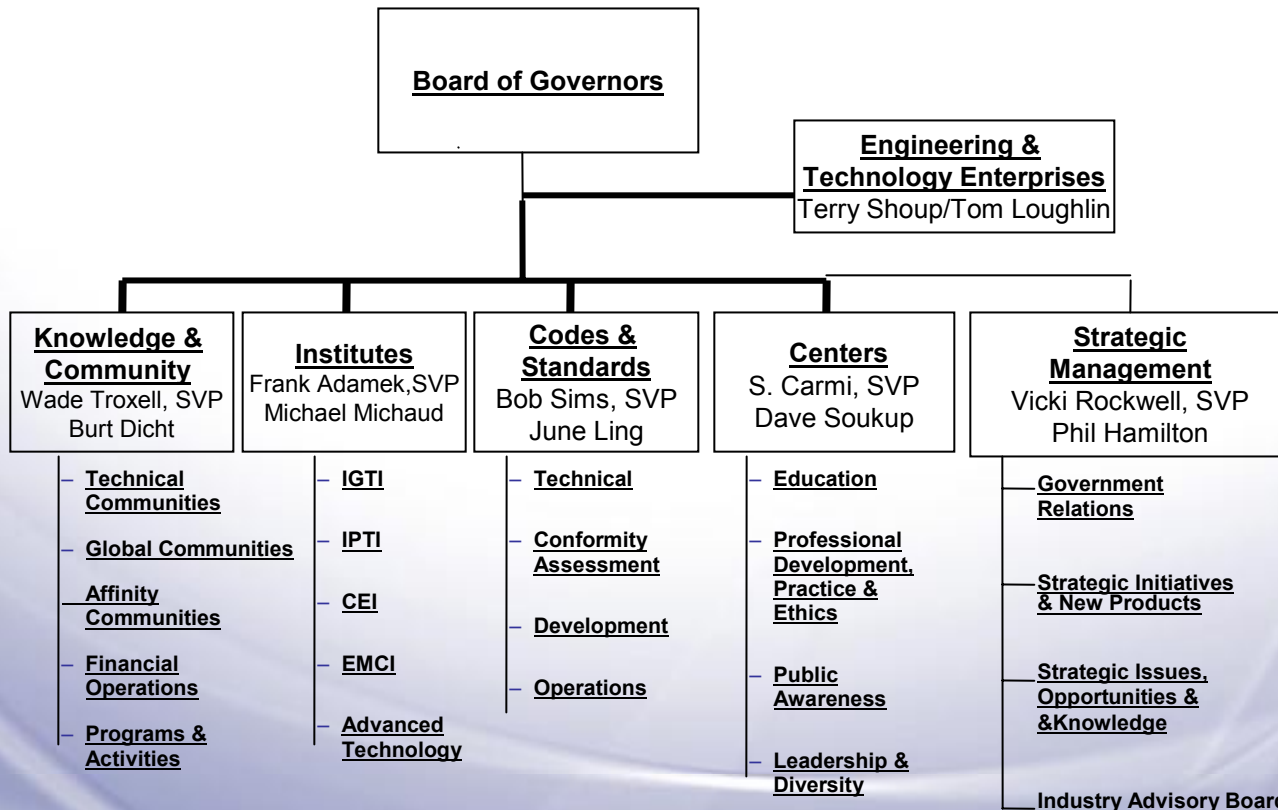 Board of Governors
Engineering &
Technology Enterprises
Terry Shoup/Tom Loughlin
Knowledge &
Community
Wade Troxell, SVP
Burt Dicht
– Technical
Communities
– Global Communities
Affinity
Communities
– Financial
Operations
– Programs &
Activities
Institutes
Frank Adamek,SVP
Michael Michaud
– IGTI
– IPTI
– CEI
– EMCI
– Advanced
Technology
Codes &
Standards
Bob Sims, SVP
June Ling
– Technical
– Conformity
Assessment
– Development
– Operations
Centers
S. Carmi, SVP
Dave Soukup
– Education
– Professional
Development,
Practice &
Ethics
– Public
Awareness
– Leadership &
Diversity
Strategic
Management
Vicki Rockwell, SVP
Phil Hamilton
Government
Relations
Strategic Initiatives
& New Products
Strategic Issues,
Opportunities &
&Knowledge
Industry Advisory Board